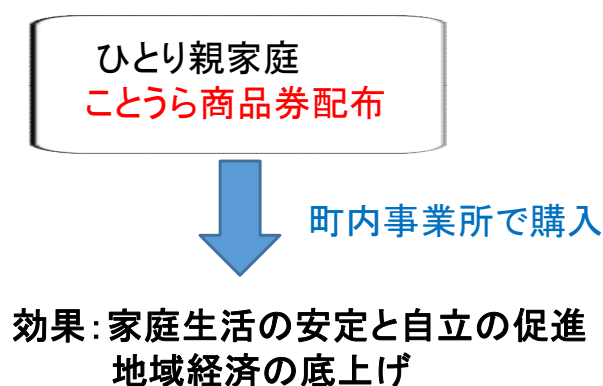 ひとり親家庭
ことうら商品券配布
町内事業所で購入
効果：家庭生活の安定と自立の促進
地域経済の底上げ